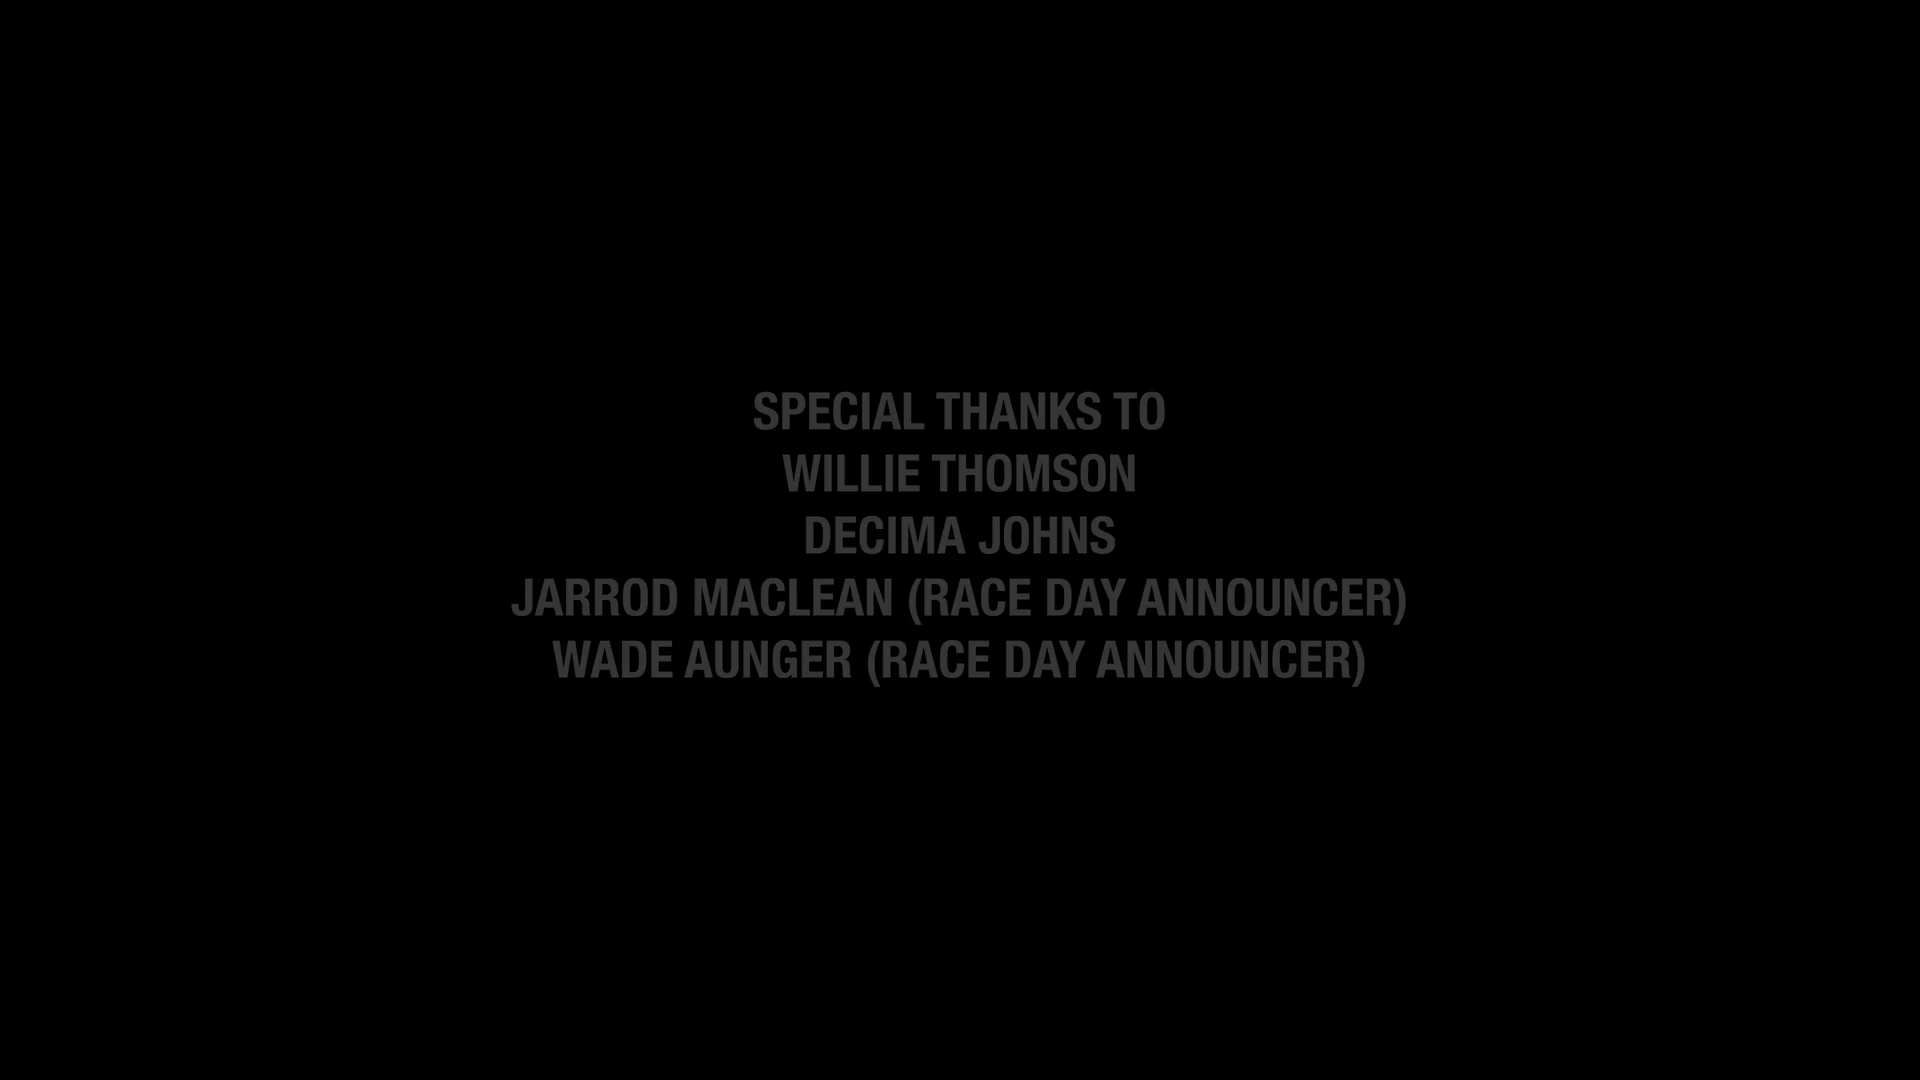 SPECIAL THANKS TO
WILLIE THOMSON
DECIMA JOHNS
JARROD MACLEAN (RACE DAY ANNOUNCER)
WADE AUNGER (RACE DAY ANNOUNCER)